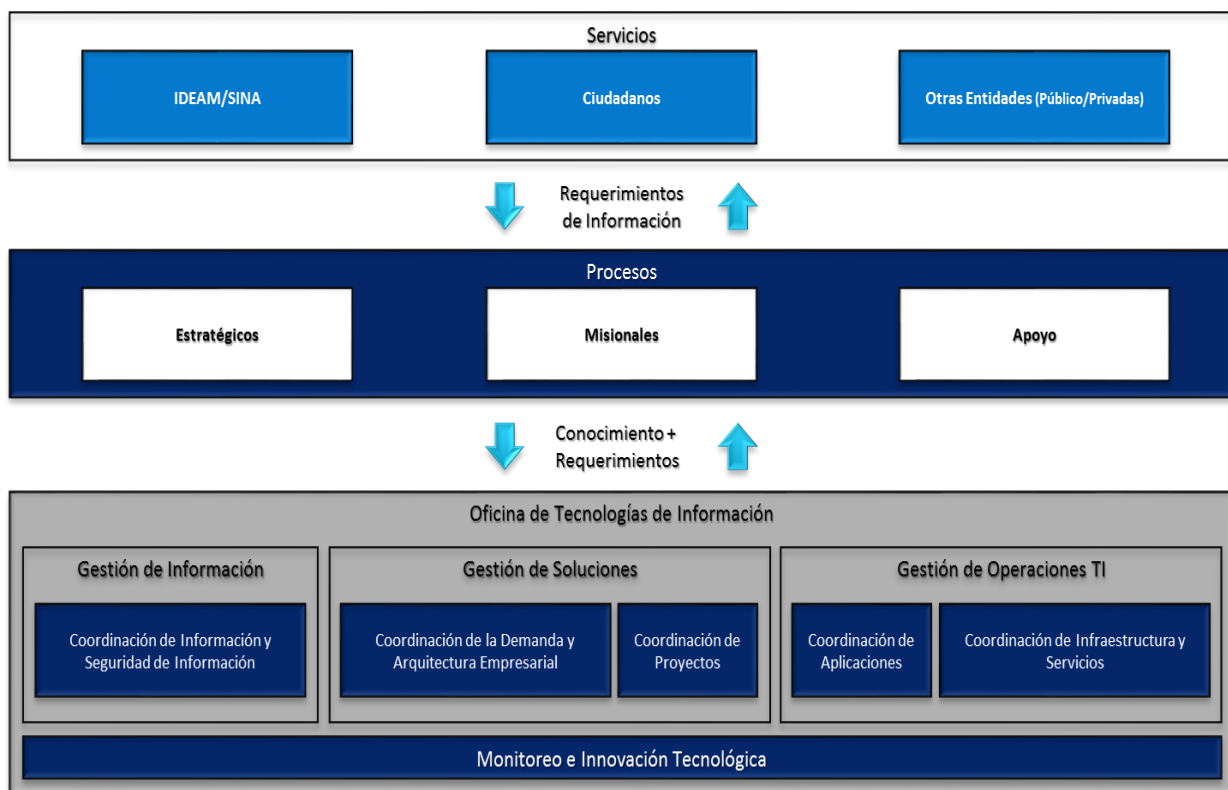 Servicios
IDEAM/SINA
Ciudadanos
Otras Entidades (Público/Privadas)
Requerimientos
de Información
Procesos
Estratégicos
Misionales
Apoyo
Conocimiento +
Requerimientos
Oficina de Tecnologías de Información
Gestión de Información
Coordinación de Información y
Seguridad de Información
Gestión de Soluciones
Coordinación de la Demanda y
Arquitectura Empresarial
Coordinación de
Proyectos
Gestión de Operaciones TI
Coordinación de
Aplicaciones
Coordinación de Infraestructura y
Servicios
Monitoreo e Innovación Tecnológica